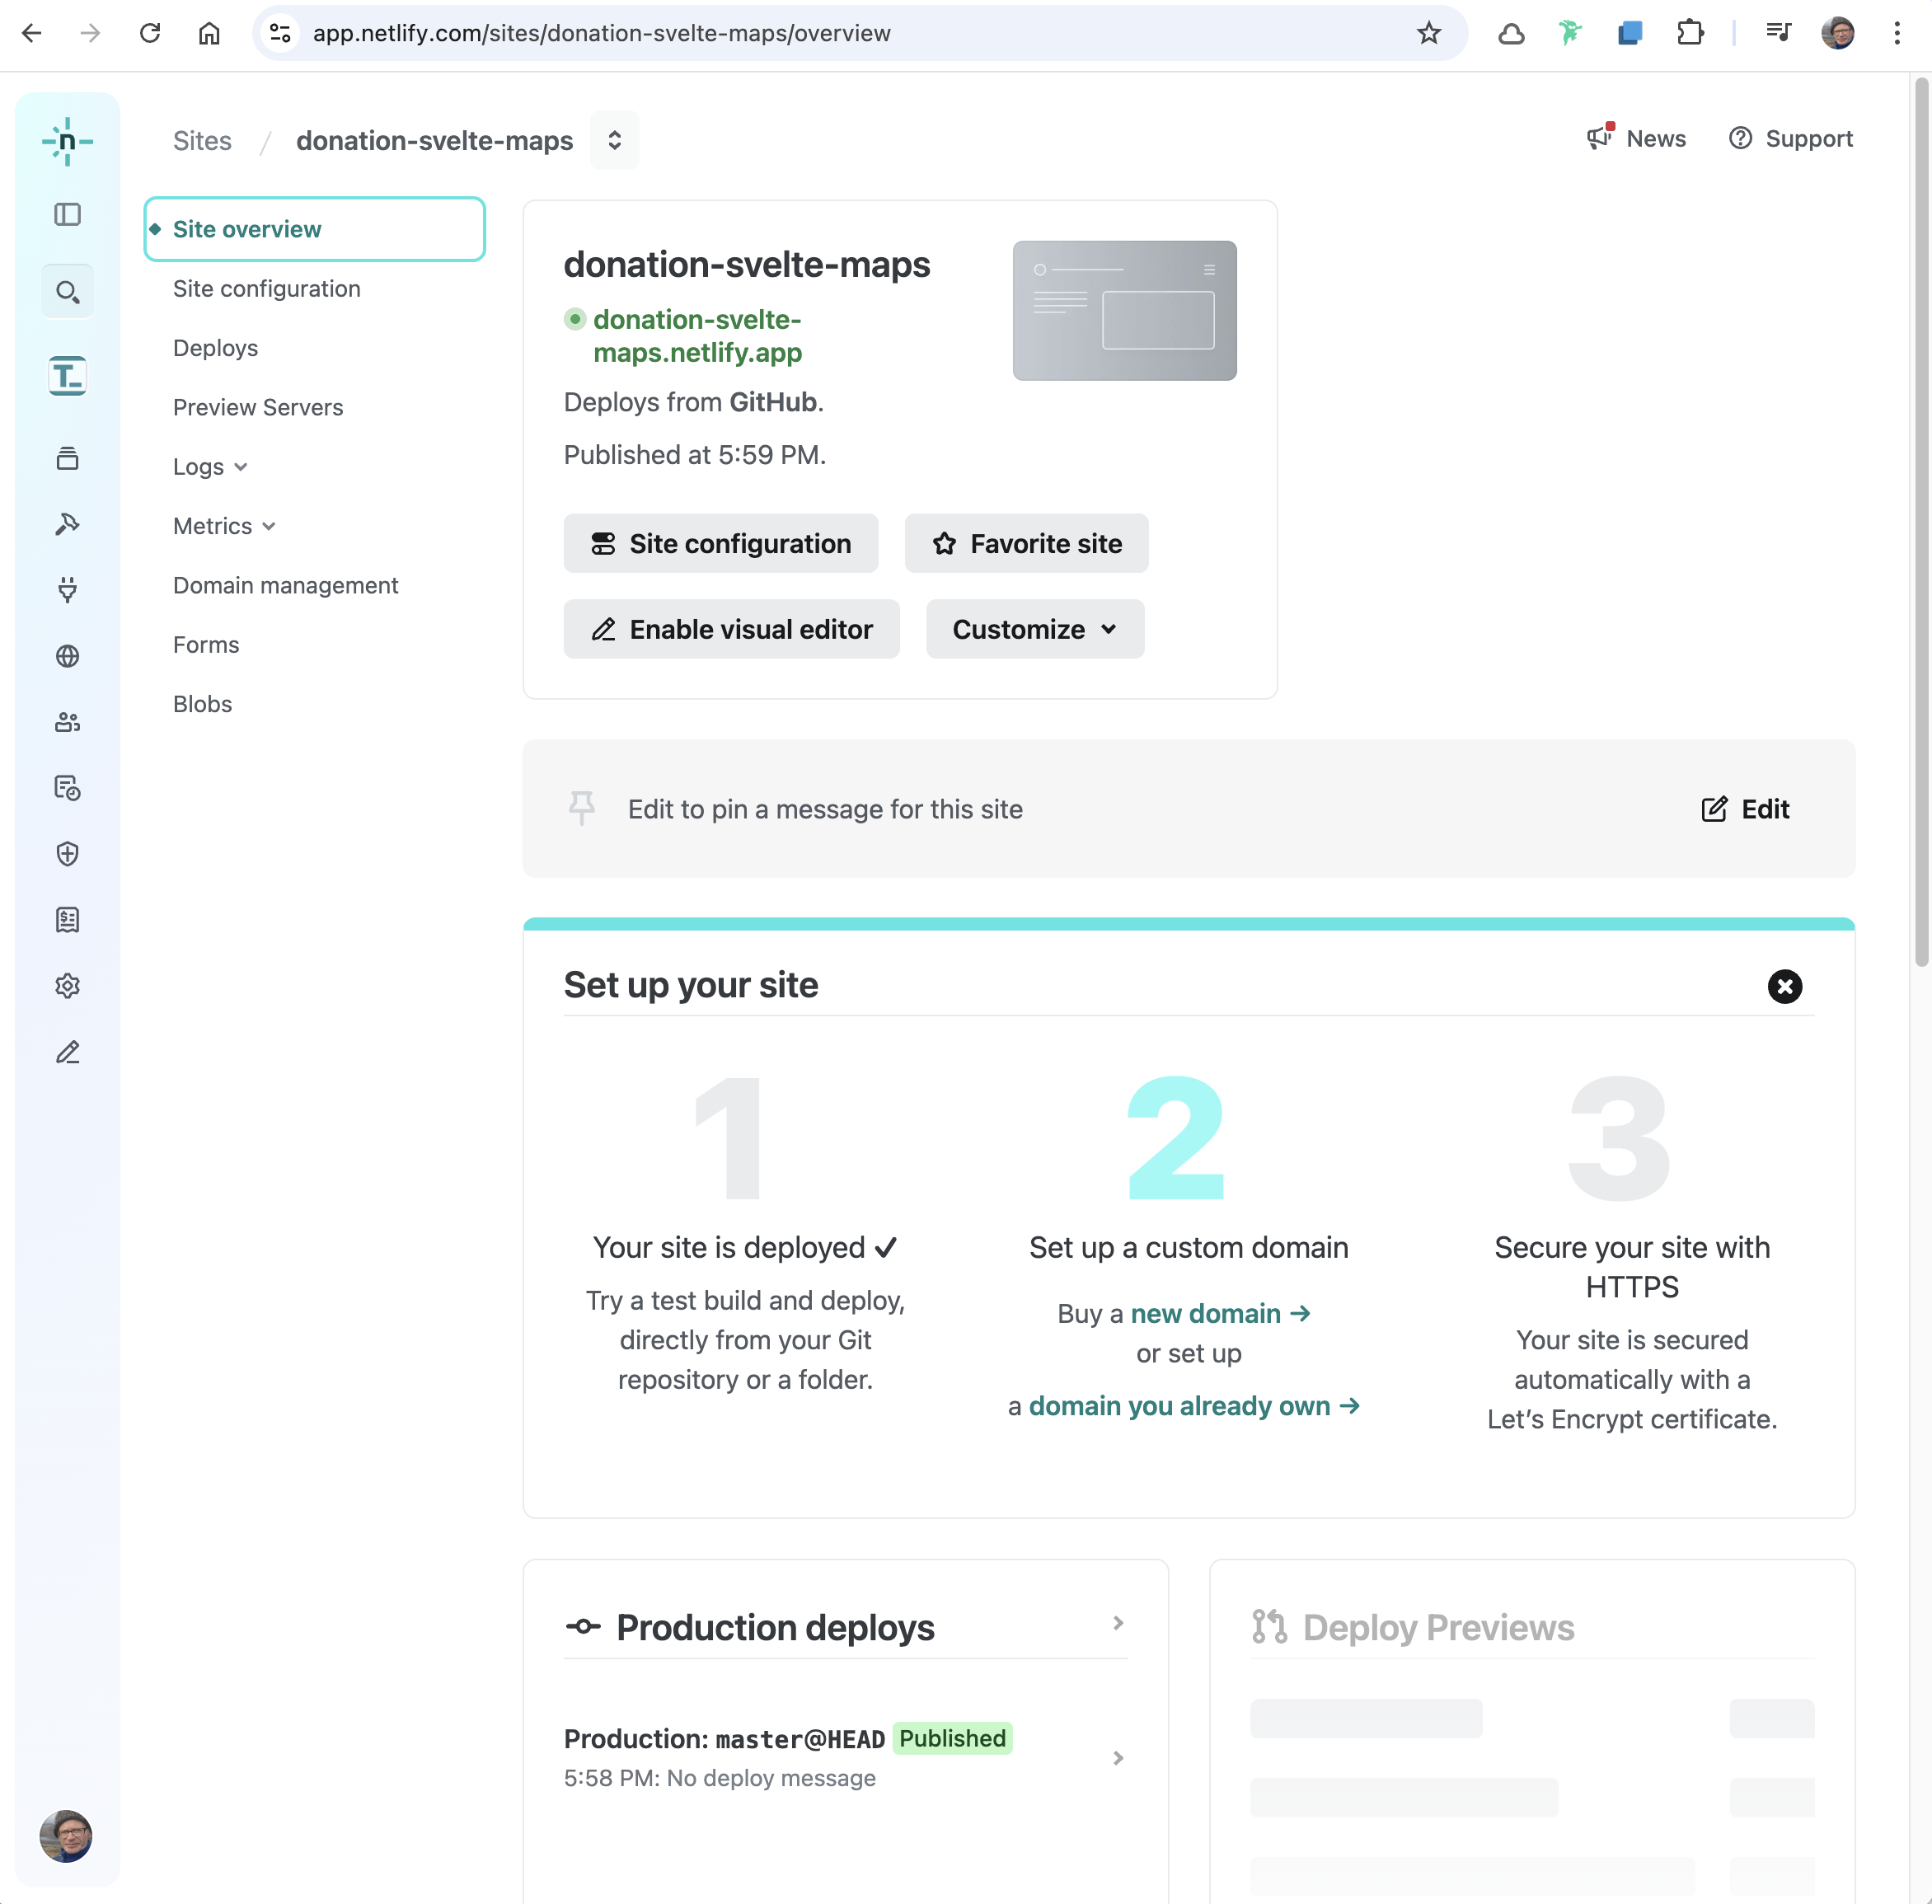 app.netlify.com/sites/donation-svelte-maps/overview
n
Sites / donation-svelte-maps
News
Support
Site overview
Site configuration
Deploys
Preview Servers
Logs
Metrics
Domain management
Forms
Blobs
T_
donation-svelte-maps
donation-svelte-
maps.netlify.app
Deploys from GitHub.
Published at 5:59 PM.
Site configuration
Favorite site
Enable visual editor
Customize
Edit to pin a message for this site
Edit
Set up your site
1
Your site is deployed ✓
Try a test build and deploy,
directly from your Git
repository or a folder.
2
Set up a custom domain
Buy a new domain →
or set up
a domain you already own →
3
Secure your site with
HTTPS
Your site is secured
automatically with a
Let’s Encrypt certificate.
Production deploys
Production: master@HEAD Published
5:58 PM: No deploy message
Deploy Previews